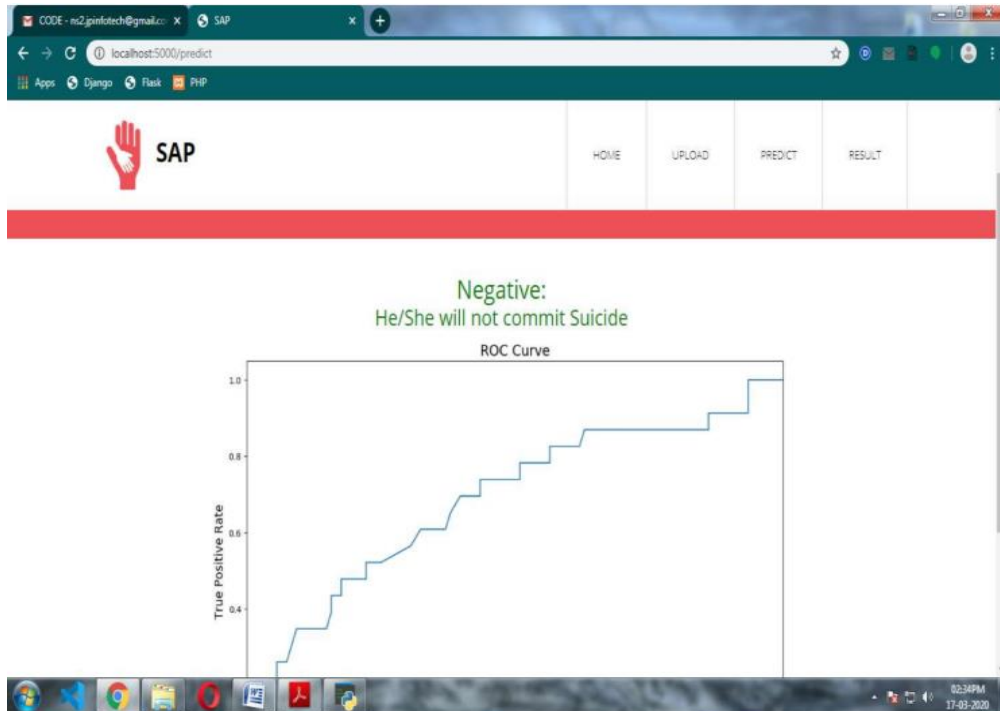 CODE - ns2.jpinfotech@gmail.co
SAP
localhost:5000/predict
Apps Django Flask PHP
SAP
HOME UPLOAD PREDICT RESULT
Negative:
He/She will not commit Suicide
ROC Curve
1.0
0.8
0.6
0.4
True Positive Rate
02:34PM
17-03-2020